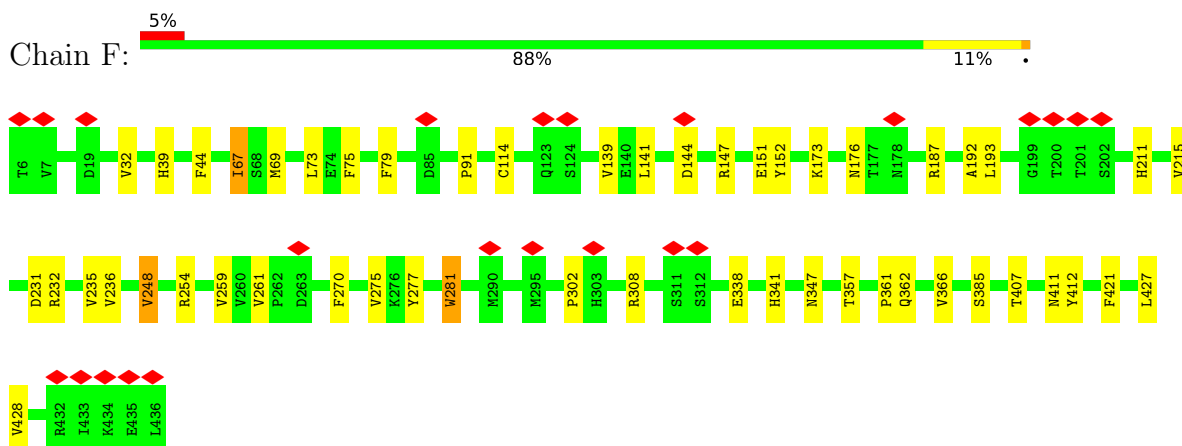 5%
Chain F:
88% 11% •
T6 V7 D19 V32 H39 F44 I67 S68 M69 L73 E74 F75 F79 D85 P91 C114 Q123 S124 V139 E140 L141 D144 R147 E151 Y152 K173 N176 T177 N178 R187 A192 L193 G199 T200 T201 S202 H211 V215
D231 R232 V235 V236 V248 R254 V259 V260 V261 P262 D263 F270 V275 K276 Y277 W281 M290 M295 P302 H303 R308 S311 S312 E338 H341 N347 T357 P361 Q362 V366 S385 T407 N411 Y412 F421 L427
V428 R432 I433 K434 E435 L436